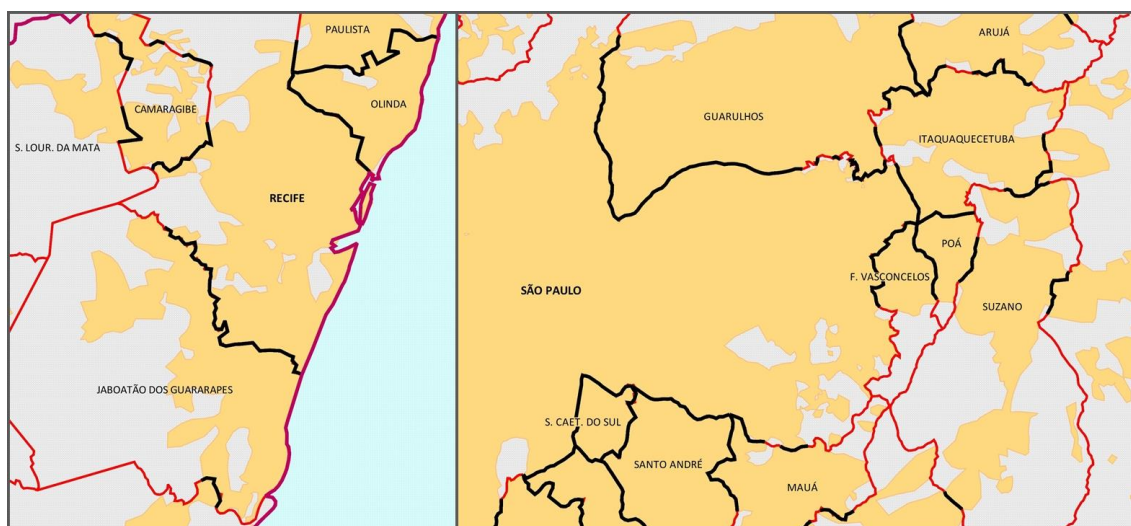 PAULISTA
OLINDA
CAMARAGIBE
S. LOUR. DA MATA
RECIFE
JABOATÃO DOS GUARARAPES
ARUJÁ
GUARULHOS
ITAQUAQUECETUBA
POÁ
F. VASCONCELOS
SÃO PAULO
SUZANO
S. CAET. DO SUL
SANTO ANDRÉ
MAUÁ